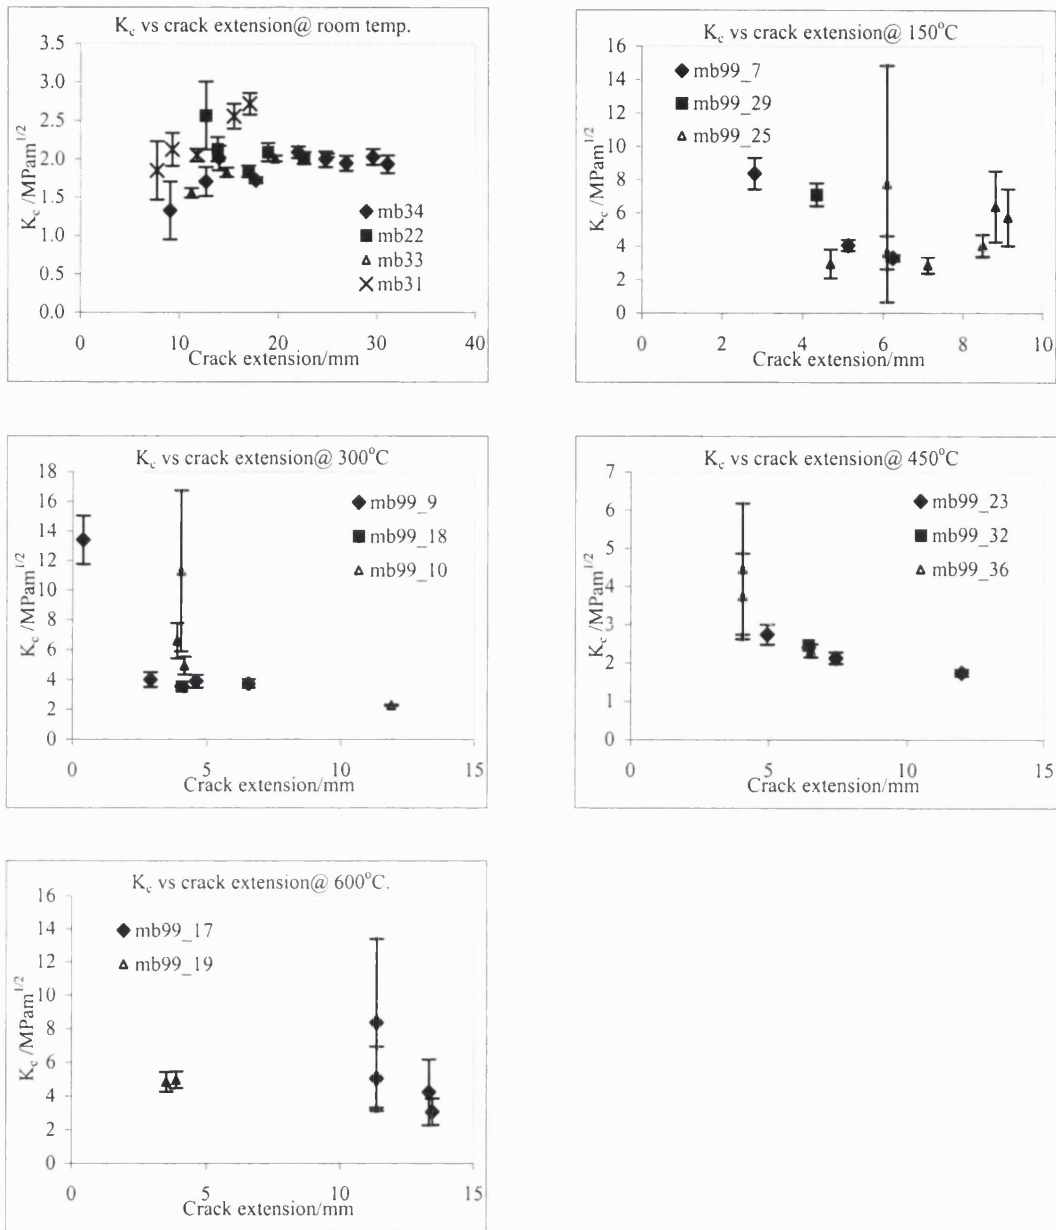 K_c vs crack extension@ room temp.
3.5
3.0
2.5
2.0
1.5
1.0
0.5
0.0
K_c /MPam^1/2
mb34
mb22
mb33
mb31
0 10 20 30 40
Crack extension/mm
K_c vs crack extension@ 150°C
16
14
12
10
8
6
4
2
0
K_c /MPam^1/2
mb99_7
mb99_29
mb99_25
0 2 4 6 8 10
Crack extension/mm
K_c vs crack extension@ 300°C
18
16
14
12
10
8
6
4
2
0
K_c /MPam^1/2
mb99_9
mb99_18
mb99_10
0 5 10 15
Crack extension/mm
K_c vs crack extension@ 450°C
7
6
5
4
3
2
1
0
K_c /MPam^1/2
mb99_23
mb99_32
mb99_36
0 5 10 15
Crack extension/mm
K_c vs crack extension@ 600°C.
16
14
12
10
8
6
4
2
0
K_c /MPam^1/2
mb99_17
mb99_19
0 5 10 15
Crack extension/mm